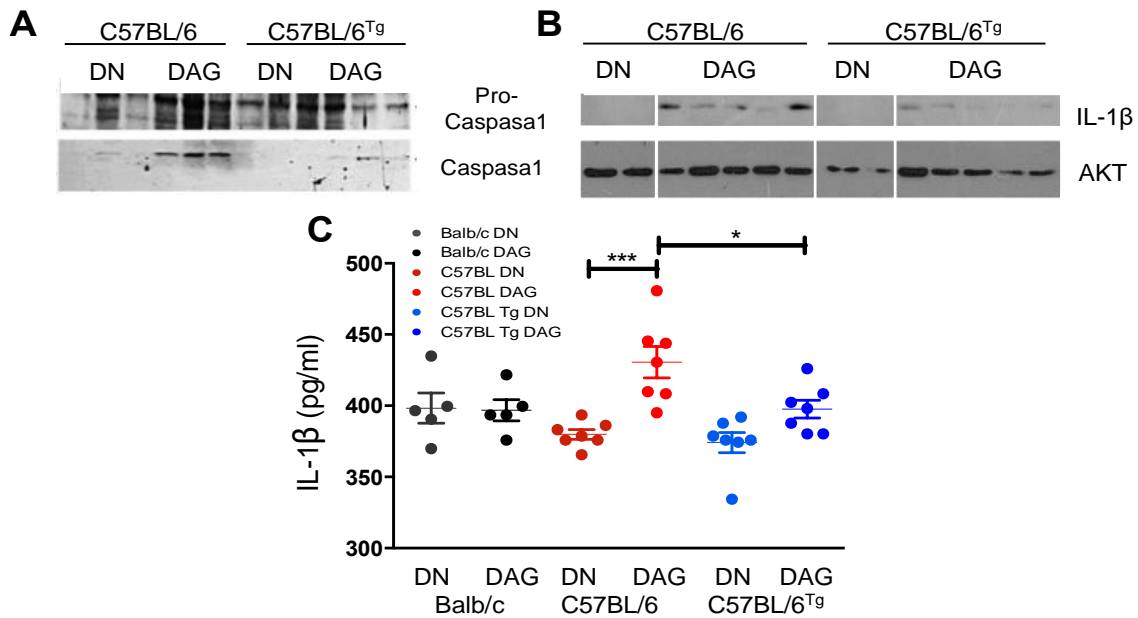 A
C57BL/6
C57BL/6Tg
DN
DAG
DN
DAG
Pro-
Caspasa1
Caspasa1
B
C57BL/6
C57BL/6Tg
DN
DAG
DN
DAG
IL-1β
AKT
C
Balb/c DN
Balb/c DAG
C57BL DN
C57BL DAG
C57BL Tg DN
C57BL Tg DAG
***
*
IL-1β (pg/ml)
500
450
400
350
300
DN
DAG
DN
DAG
DN
DAG
Balb/c
C57BL/6
C57BL/6Tg